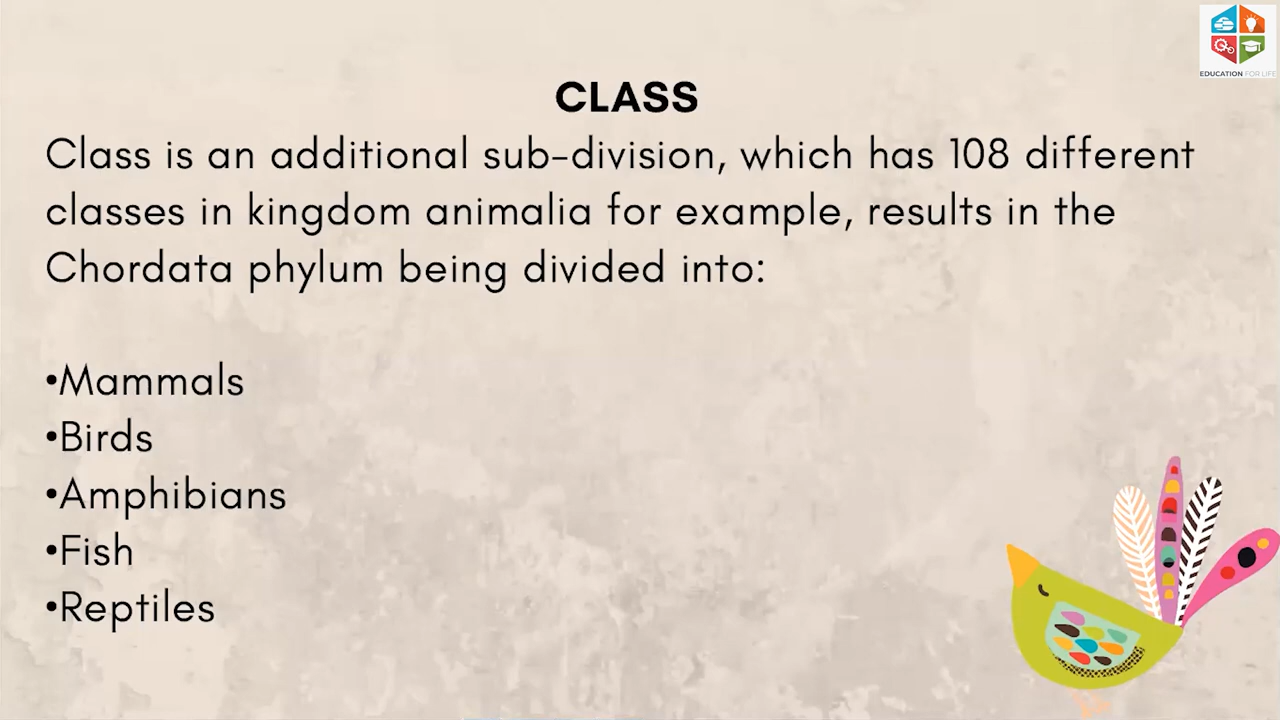 EDUCATION FOR LIFE
CLASS
Class is an additional sub-division, which has 108 different
classes in kingdom animalia for example, results in the
Chordata phylum being divided into:
•Mammals
•Birds
•Amphibians
•Fish
•Reptiles